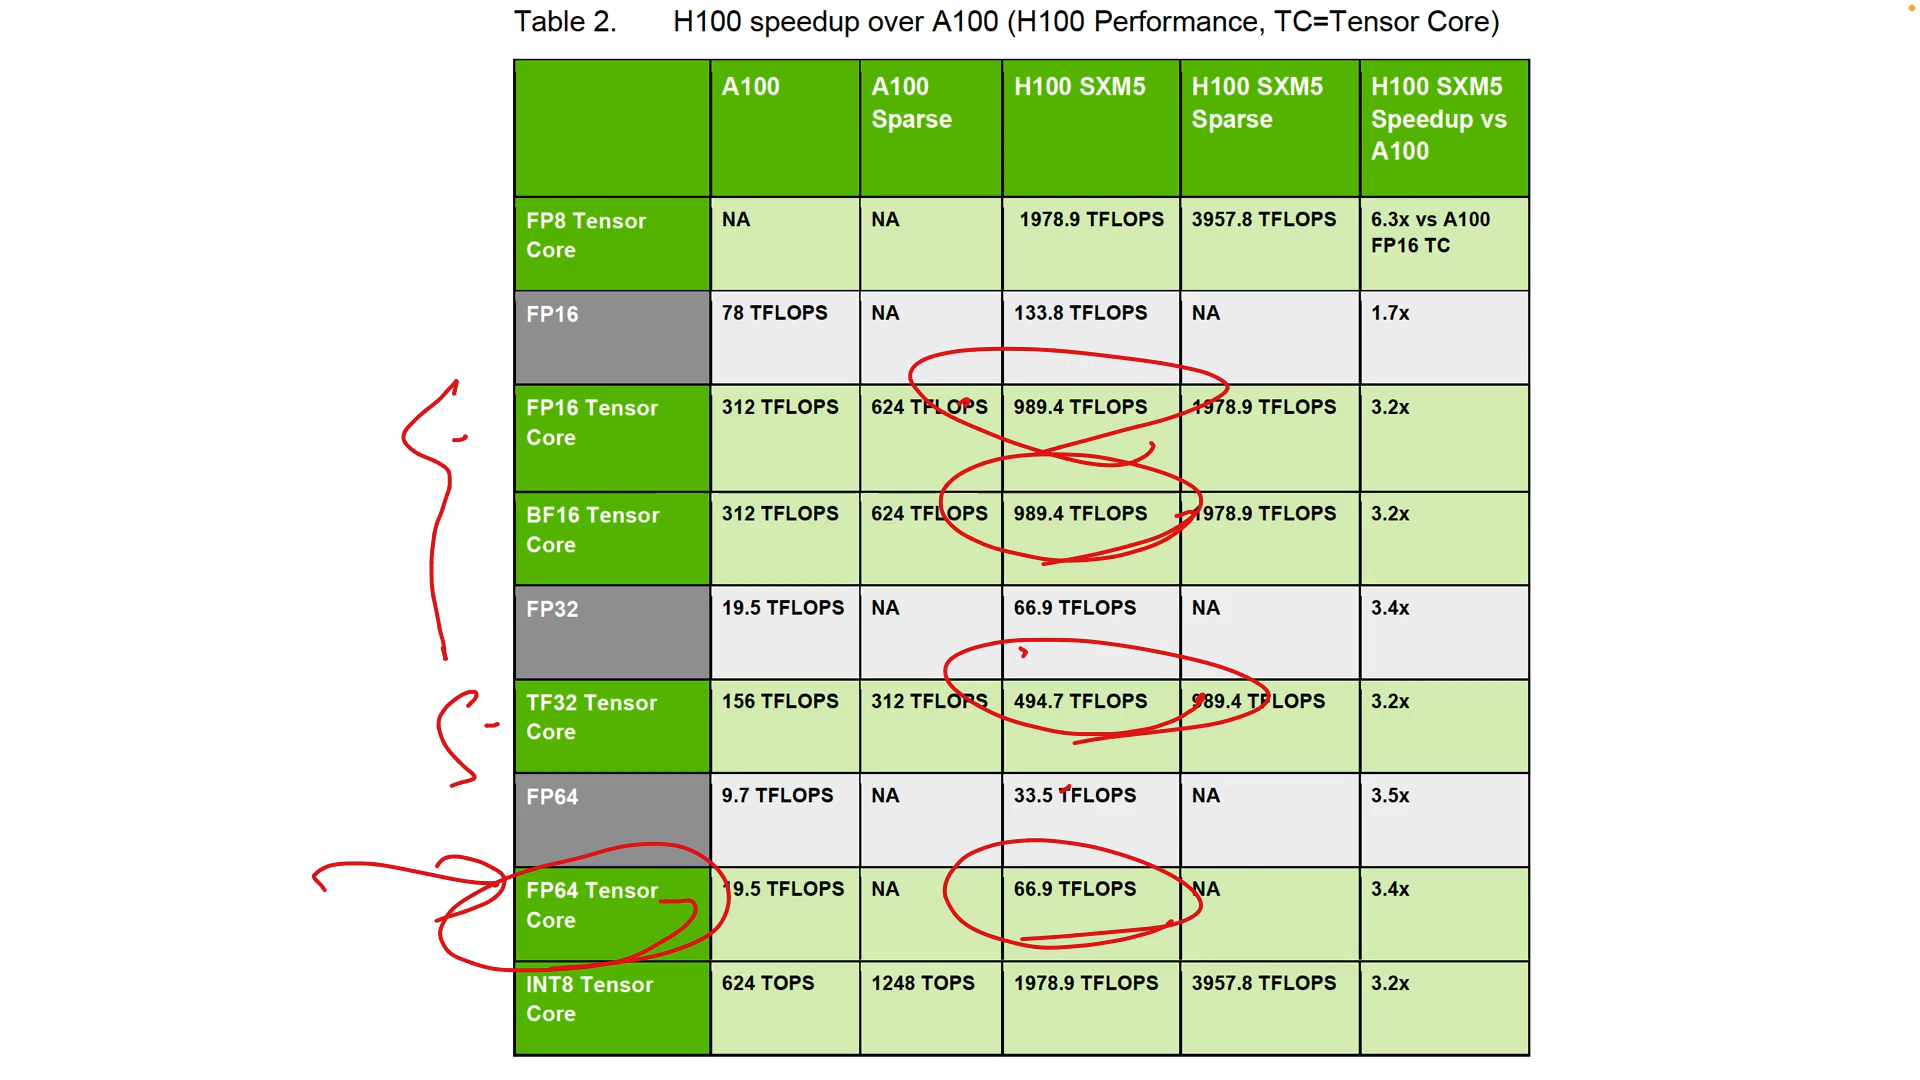 Table 2. H100 speedup over A100 (H100 Performance, TC=Tensor Core)
A100
A100 Sparse
H100 SXM5
H100 SXM5 Sparse
H100 SXM5 Speedup vs A100
FP8 Tensor Core NA NA 1978.9 TFLOPS 3957.8 TFLOPS 6.3x vs A100 FP16 TC
FP16 78 TFLOPS NA 133.8 TFLOPS NA 1.7x
FP16 Tensor Core 312 TFLOPS 624 TFLOPS 989.4 TFLOPS 1978.9 TFLOPS 3.2x
BF16 Tensor Core 312 TFLOPS 624 TFLOPS 989.4 TFLOPS 1978.9 TFLOPS 3.2x
FP32 19.5 TFLOPS NA 66.9 TFLOPS NA 3.4x
TF32 Tensor Core 156 TFLOPS 312 TFLOPS 494.7 TFLOPS 989.4 TFLOPS 3.2x
FP64 9.7 TFLOPS NA 33.5 TFLOPS NA 3.5x
FP64 Tensor Core 19.5 TFLOPS NA 66.9 TFLOPS NA 3.4x
INT8 Tensor Core 624 TOPS 1248 TOPS 1978.9 TFLOPS 3957.8 TFLOPS 3.2x